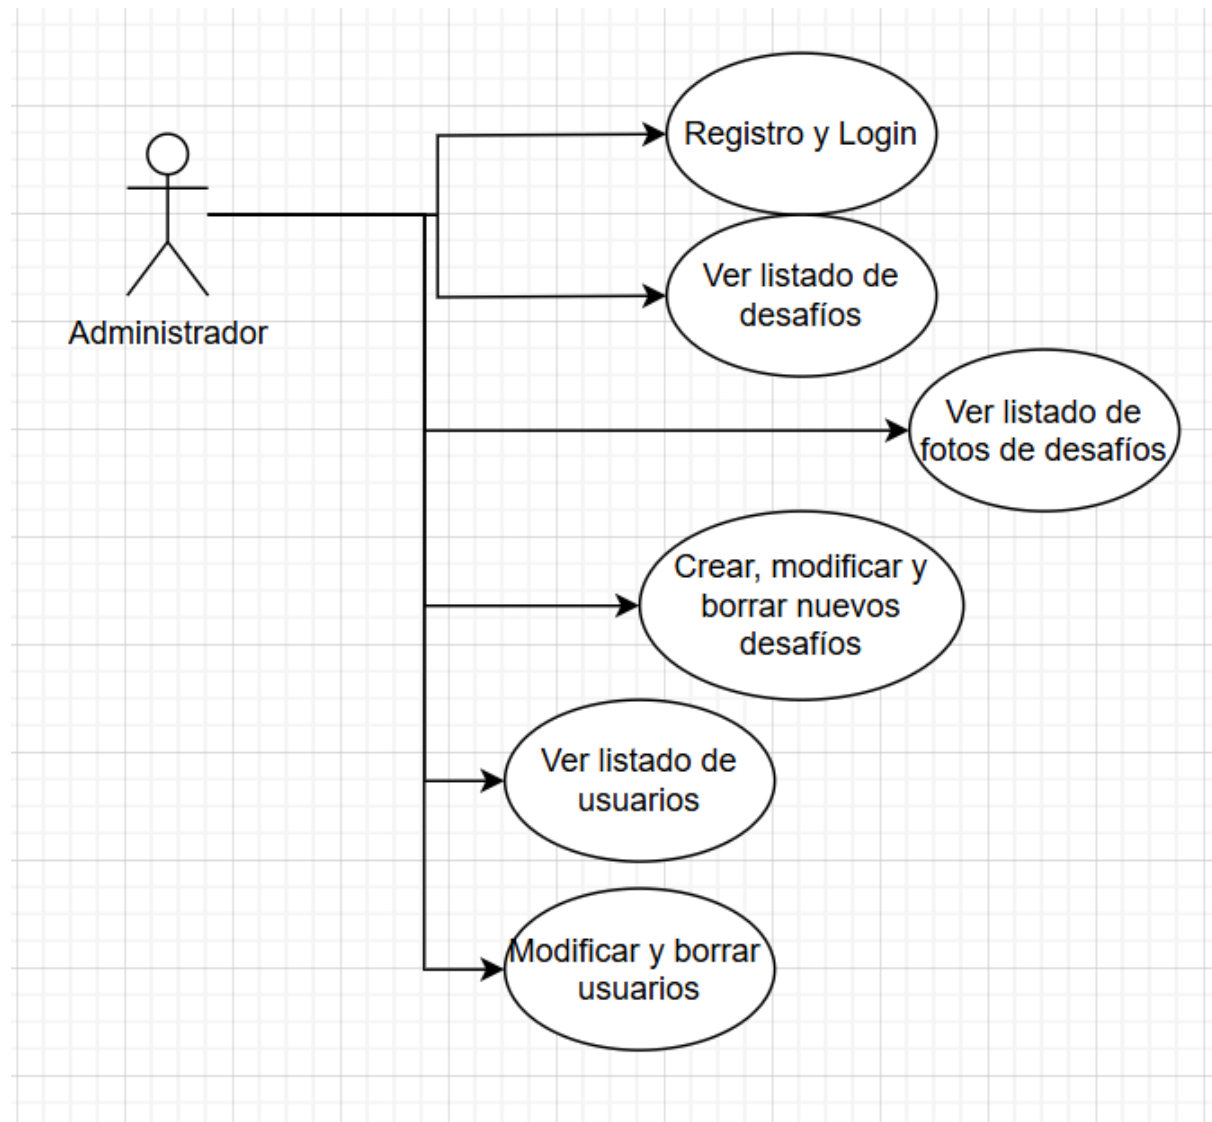 Registro y Login
Administrador
Ver listado de
desafíos
Ver listado de
fotos de desafíos
Crear, modificar y
borrar nuevos
desafíos
Ver listado de
usuarios
Modificar y borrar
usuarios